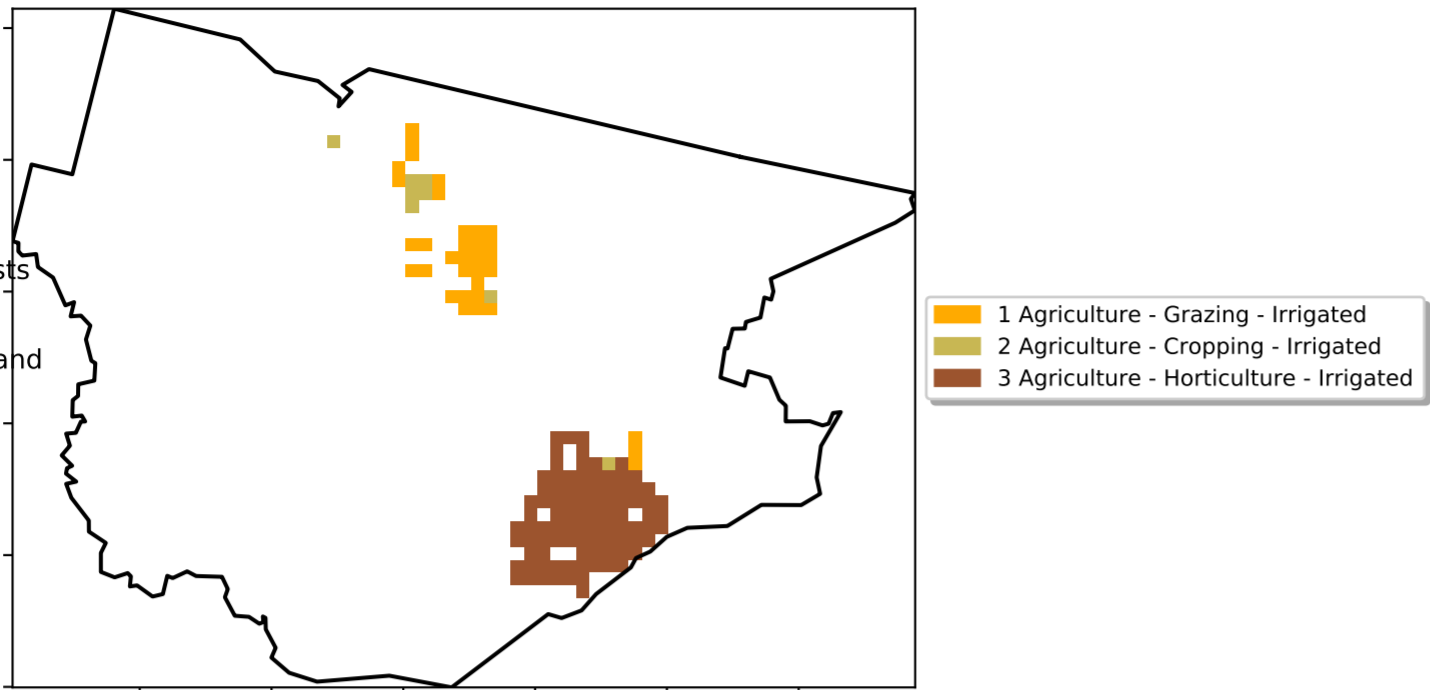 sts
and
1 Agriculture - Grazing - Irrigated
2 Agriculture - Cropping - Irrigated
3 Agriculture - Horticulture - Irrigated